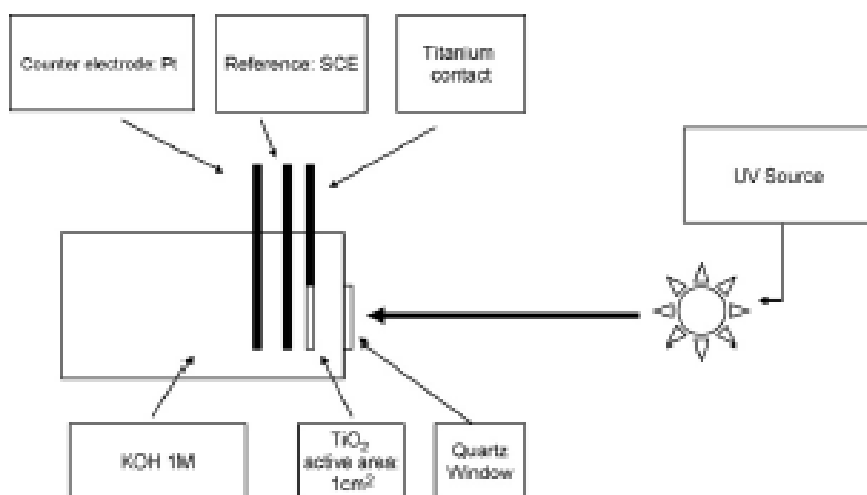 Counter electrode: Pt
Reference: SCE
Titanium
contact
UV Source
KOH 1M
TiO2
active area:
1cm2
Quartz
Window